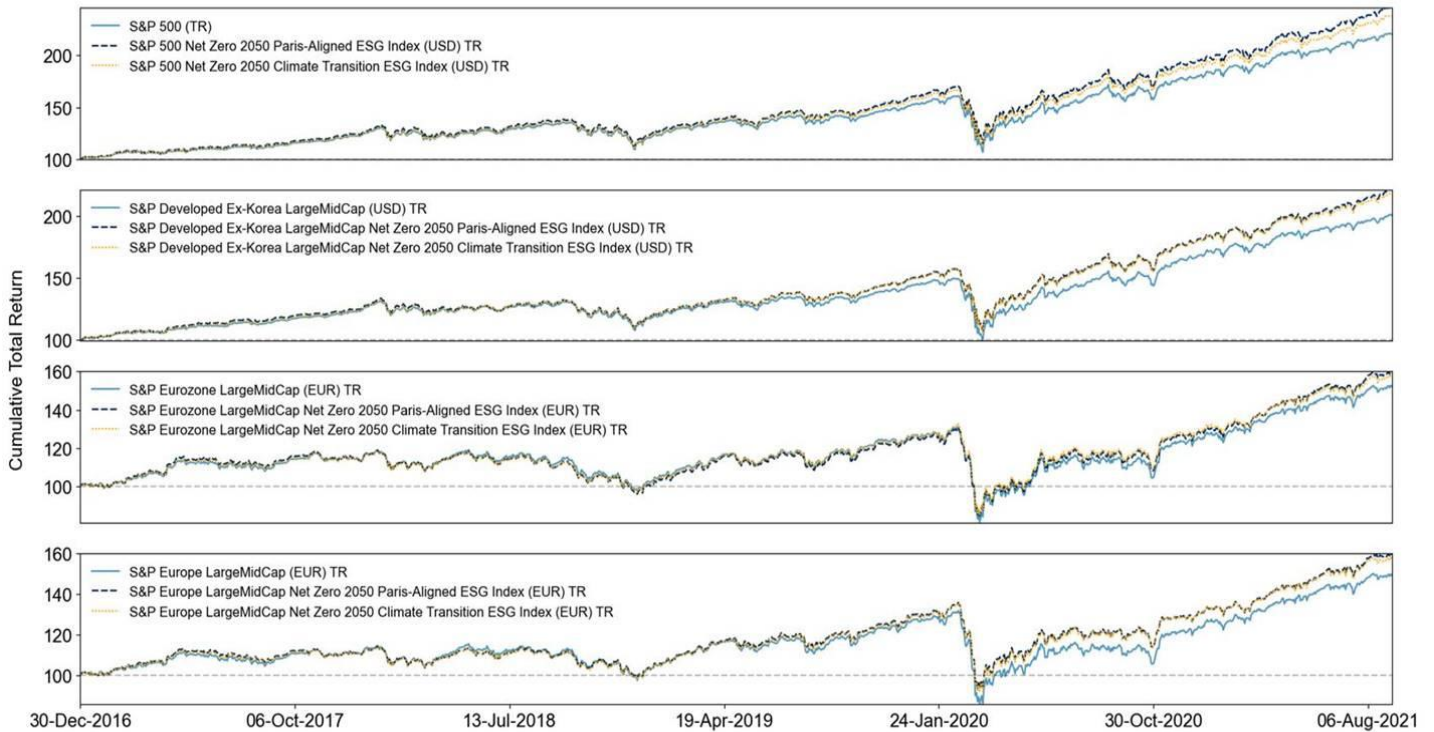 S&P 500 (TR)
S&P 500 Net Zero 2050 Paris-Aligned ESG Index (USD) TR
S&P 500 Net Zero 2050 Climate Transition ESG Index (USD) TR
200
150
100
S&P Developed Ex-Korea LargeMidCap (USD) TR
S&P Developed Ex-Korea LargeMidCap Net Zero 2050 Paris-Aligned ESG Index (USD) TR
S&P Developed Ex-Korea LargeMidCap Net Zero 2050 Climate Transition ESG Index (USD) TR
200
150
100
Cumulative Total Return
160
S&P Eurozone LargeMidCap (EUR) TR
S&P Eurozone LargeMidCap Net Zero 2050 Paris-Aligned ESG Index (EUR) TR
S&P Eurozone LargeMidCap Net Zero 2050 Climate Transition ESG Index (EUR) TR
140
120
100
160
S&P Europe LargeMidCap (EUR) TR
S&P Europe LargeMidCap Net Zero 2050 Paris-Aligned ESG Index (EUR) TR
S&P Europe LargeMidCap Net Zero 2050 Climate Transition ESG Index (EUR) TR
140
120
100
30-Dec-2016 06-Oct-2017 13-Jul-2018 19-Apr-2019 24-Jan-2020 30-Oct-2020 06-Aug-2021